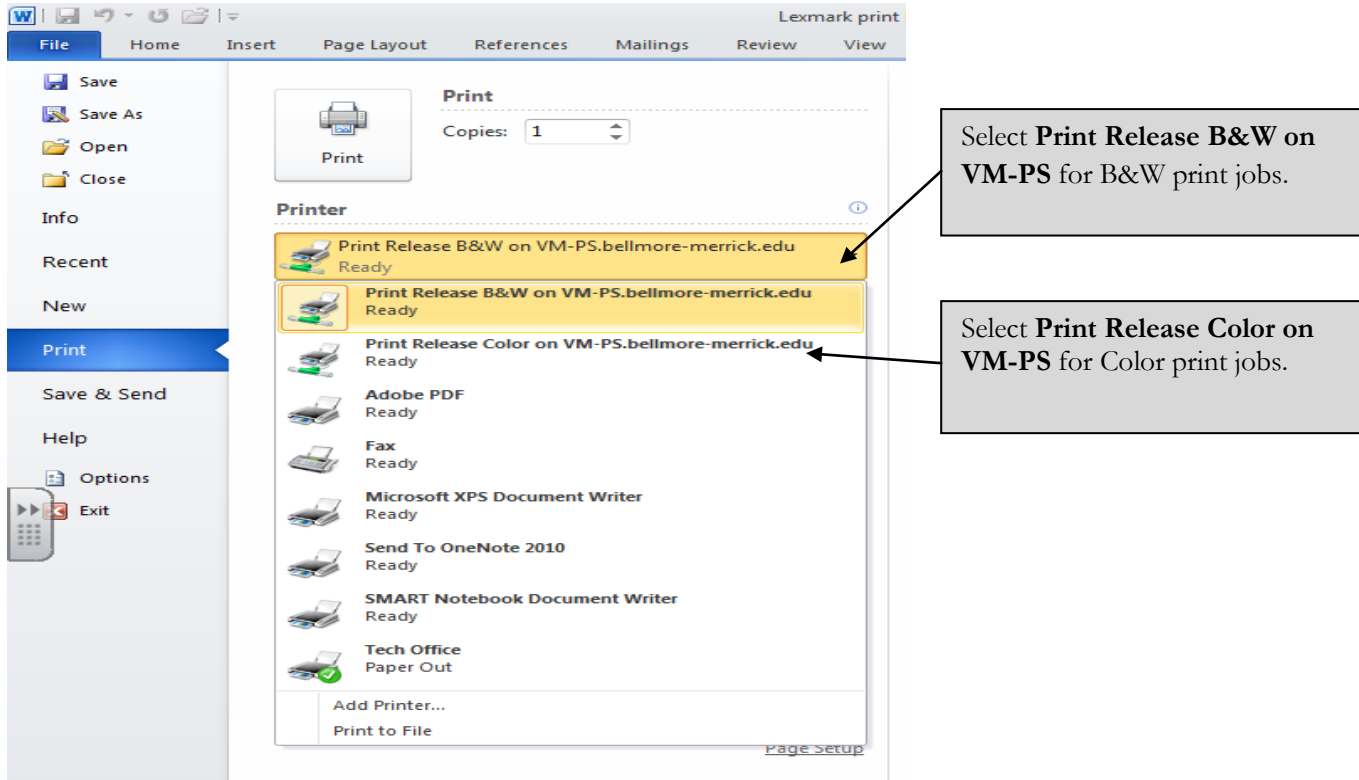 W
Lexmark print
File Home Insert Page Layout References Mailings Review View
Save
Save As
Open
Close
Info
Recent
New
Print
Save & Send
Help
Options
Exit
Print
Print
Copies: 1
Printer
Print Release B&W on VM-PS.bellmore-merrick.edu
Ready
Print Release B&W on VM-PS.bellmore-merrick.edu
Ready
Print Release Color on VM-PS.bellmore-merrick.edu
Ready
Adobe PDF
Ready
Fax
Ready
Microsoft XPS Document Writer
Ready
Send To OneNote 2010
Ready
SMART Notebook Document Writer
Ready
Tech Office
Paper Out
Add Printer...
Print to File
Page Setup
Select Print Release B&W on
VM-PS for B&W print jobs.
Select Print Release Color on
VM-PS for Color print jobs.